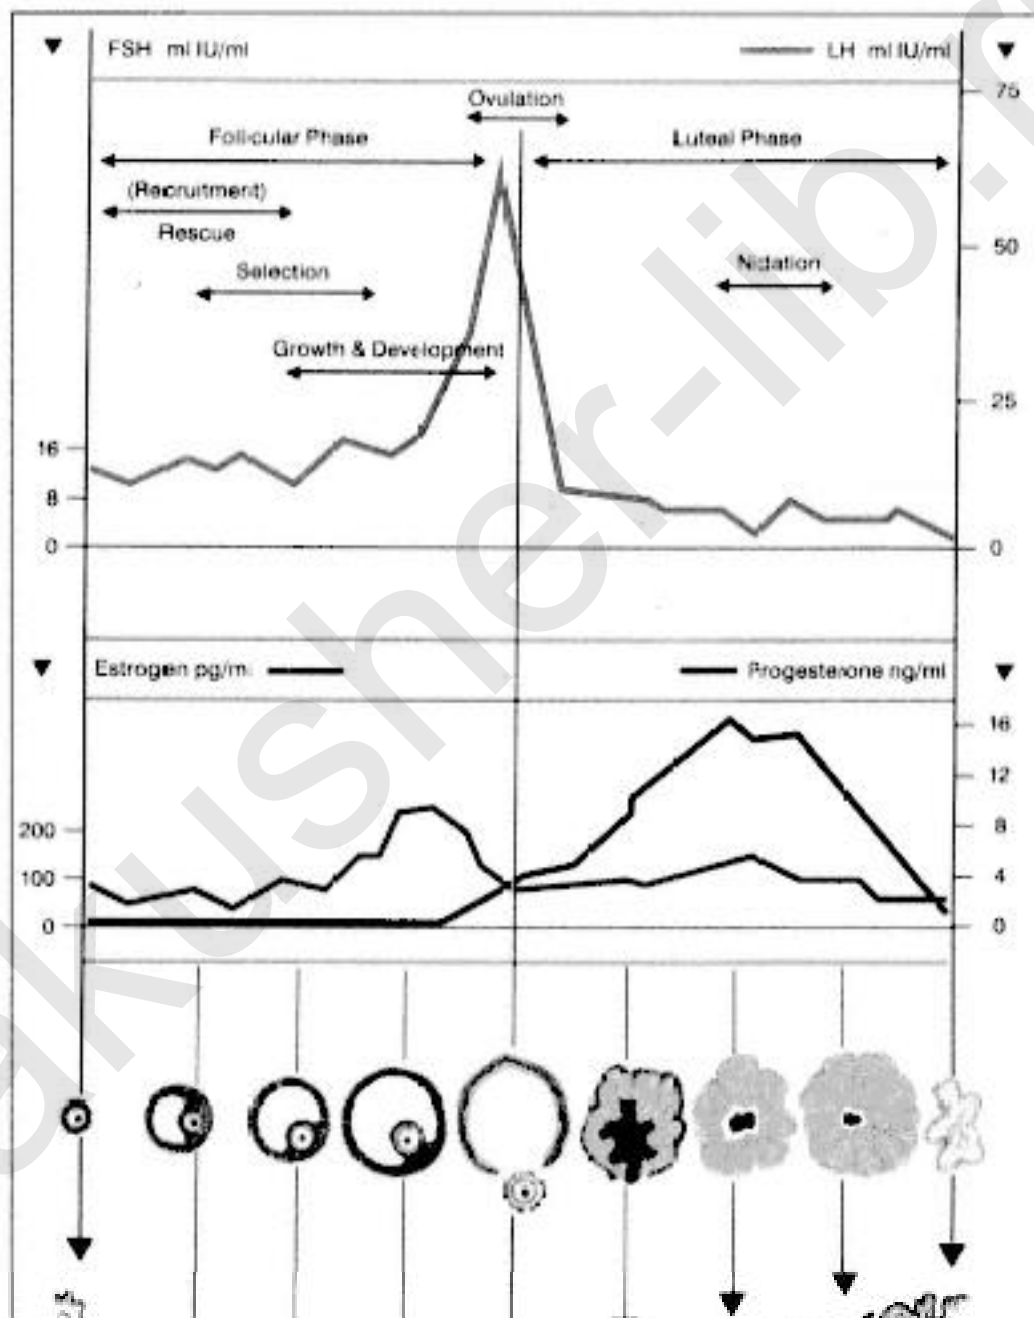 FSH ml IU/ml
LH ml IU/ml
75
Ovulation
Follicular Phase
Luteal Phase
(Recruitment)
Rescue
50
Selection
Nidation
Growth & Development
25
16
8
0
0
Estrogen pg/m
Progesterone ng/ml
16
12
200
8
100
4
0
0
akusher-lib.r